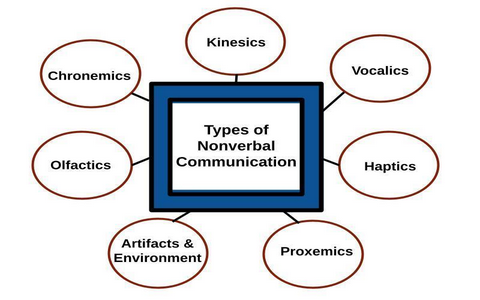 Kinesics
Chronemics
Vocalics
Types of
Nonverbal
Communication
Olfactics
Haptics
Artifacts &
Environment
Proxemics